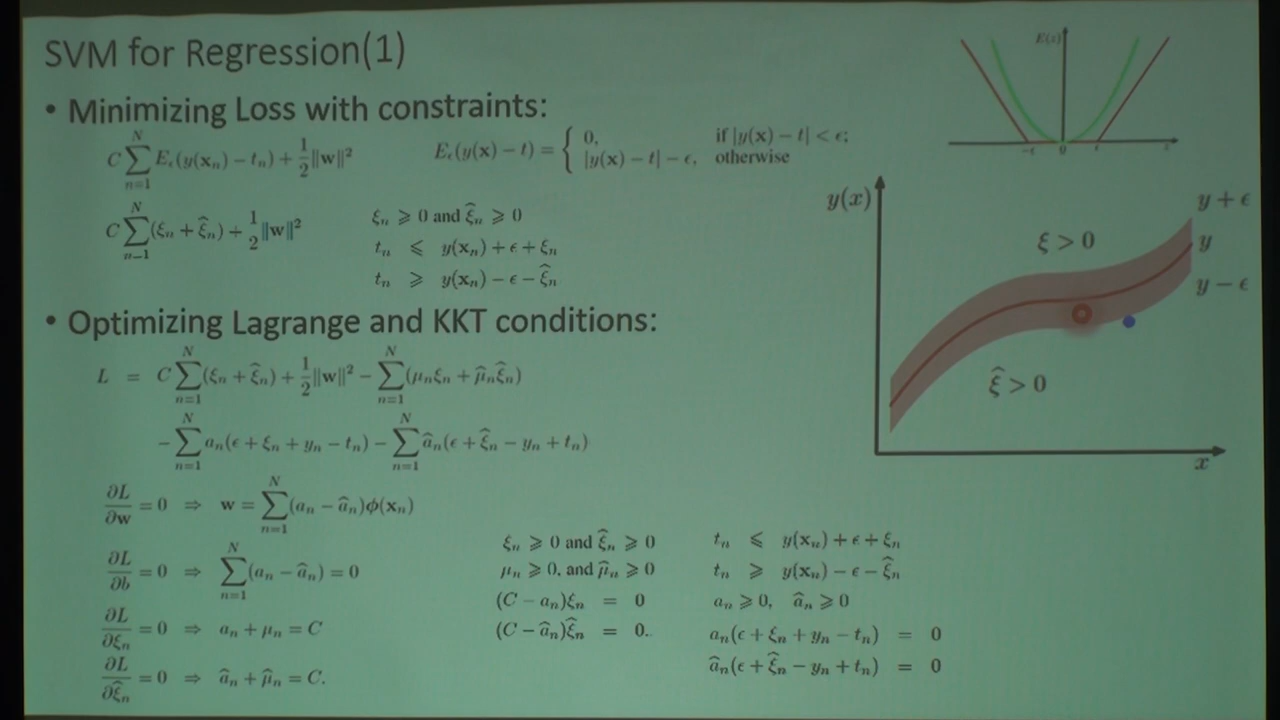 SVM for Regression(1)
• Minimizing Loss with constraints:
C∑_{n=1}^{N} E_ϵ(y(x_n) − t_n) + 1/2 ||w||²
E_ϵ(y(x) − t) = { 0, if |y(x) − t| < ϵ;
|y(x) − t| − ϵ, otherwise
C∑_{n=1}^{N} (ξ_n + ξ̂_n) + 1/2 ||w||²
ξ_n ⩾ 0 and ξ̂_n ⩾ 0
t_n ⩽ y(x_n) + ϵ + ξ_n
t_n ⩾ y(x_n) − ϵ − ξ̂_n
• Optimizing Lagrange and KKT conditions:
L = C∑_{n=1}^{N} (ξ_n + ξ̂_n) + 1/2 ||w||² − ∑_{n=1}^{N} (μ_nξ_n + μ̂_nξ̂_n)
− ∑_{n=1}^{N} a_n(ϵ + ξ_n + y_n − t_n) − ∑_{n=1}^{N} â_n(ϵ + ξ̂_n − y_n + t_n)
∂L/∂w = 0 ⇒ w = ∑_{n=1}^{N} (a_n − â_n)ϕ(x_n)
∂L/∂b = 0 ⇒ ∑_{n=1}^{N} (a_n − â_n) = 0
∂L/∂ξ_n = 0 ⇒ a_n + μ_n = C
∂L/∂ξ̂_n = 0 ⇒ â_n + μ̂_n = C.
ξ_n ⩾ 0 and ξ̂_n ⩾ 0
μ_n ⩾ 0, and μ̂_n ⩾ 0
(C − a_n)ξ_n = 0
(C − â_n)ξ̂_n = 0.
t_n ⩽ y(x_n) + ϵ + ξ_n
t_n ⩾ y(x_n) − ϵ − ξ̂_n
a_n ⩾ 0, â_n ⩾ 0
a_n(ϵ + ξ_n + y_n − t_n) = 0
â_n(ϵ + ξ̂_n − y_n + t_n) = 0
E(z)
−ϵ 0 ϵ z
y(x)
y + ϵ
ξ > 0
y
y − ϵ
ξ̂ > 0
x